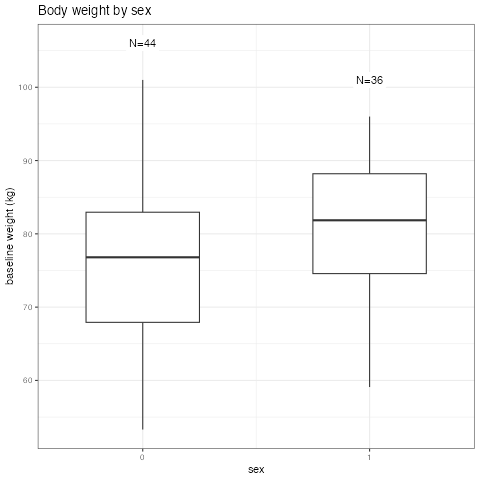 Body weight by sex
N=44
N=36
100
90
80
70
60
baseline weight (kg)
0
1
sex